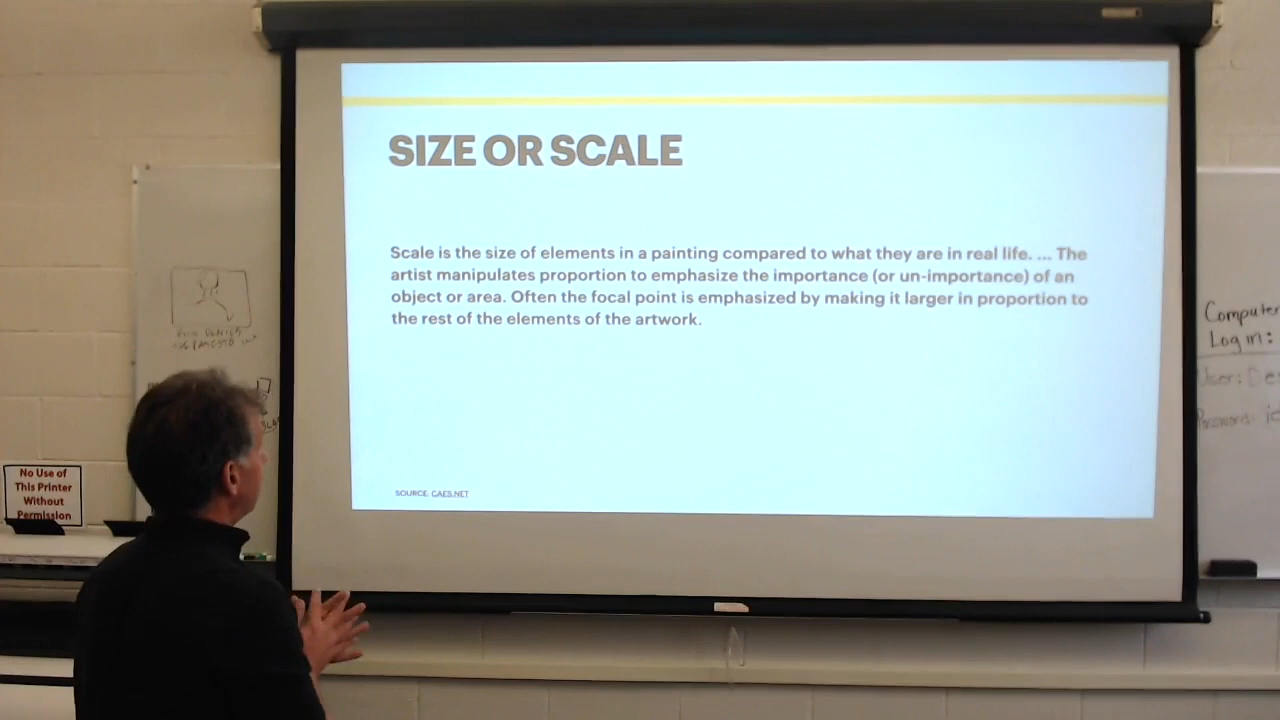 SIZE OR SCALE
Scale is the size of elements in a painting compared to what they are in real life. ... The
artist manipulates proportion to emphasize the importance (or un-importance) of an
object or area. Often the focal point is emphasized by making it larger in proportion to
the rest of the elements of the artwork.
SOURCE: CAES.NET
No Use of
This Printer
Without
Permission
Computer
Log in:
User: De
Password: